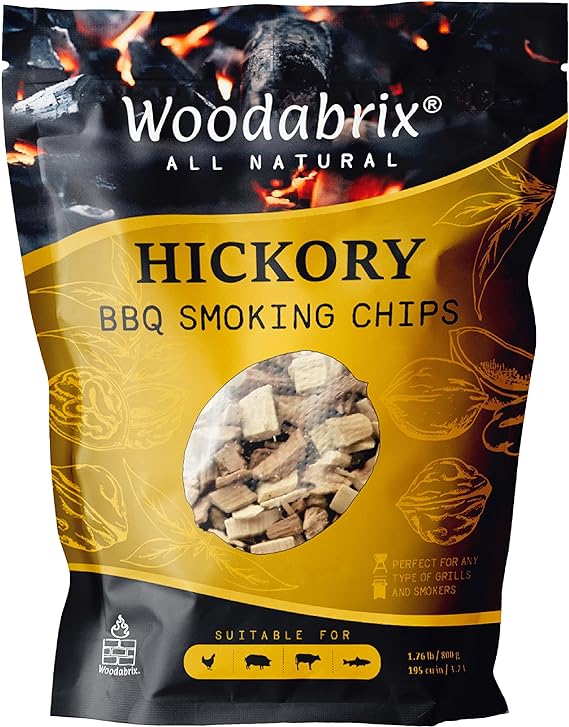 Woodabrix®
ALL NATURAL
HICKORY
BBQ SMOKING CHIPS
PERFECT FOR ANY
TYPE OF GRILLS
AND SMOKERS
SUITABLE FOR
Woodabrix®
1.76 lb / 800 g
195 cu in / 3.2 l